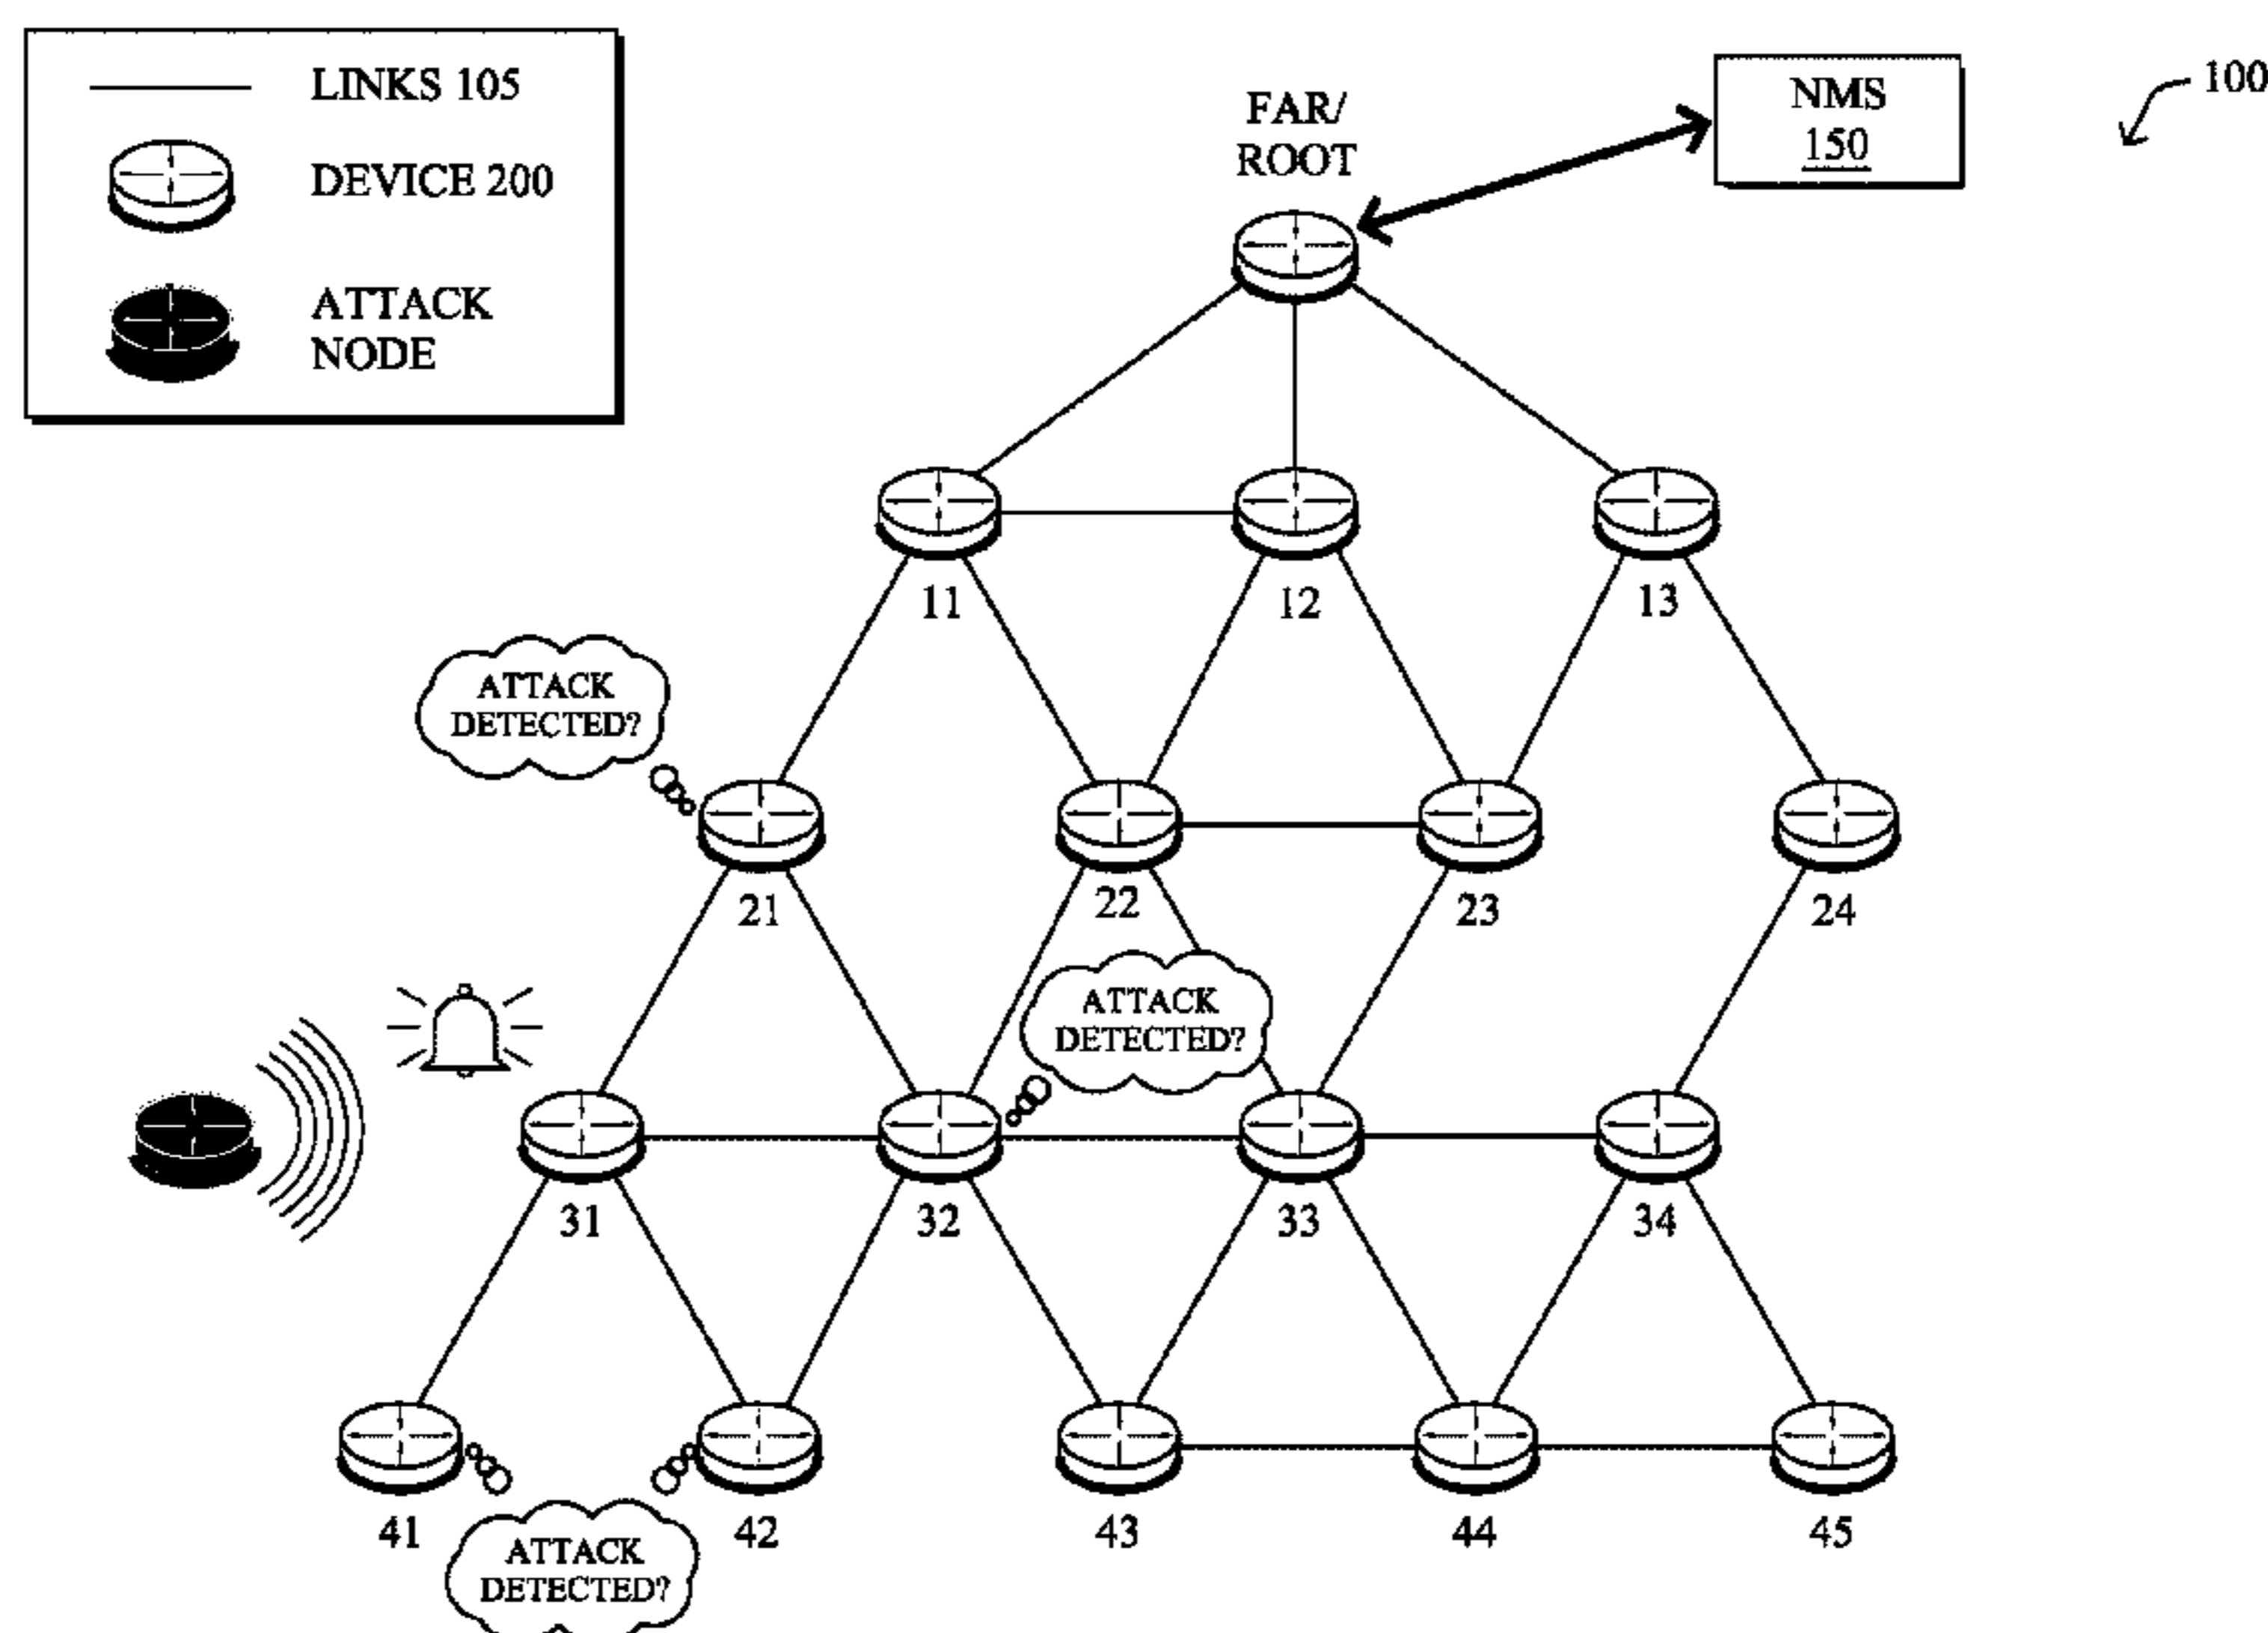 LINKS 105
DEVICE 200
ATTACK
NODE
FAR/
ROOT
NMS
150
100
11
12
13
ATTACK
DETECTED?
21
22
23
24
ATTACK
DETECTED?
31
32
33
34
41
42
43
44
45
ATTACK
DETECTED?